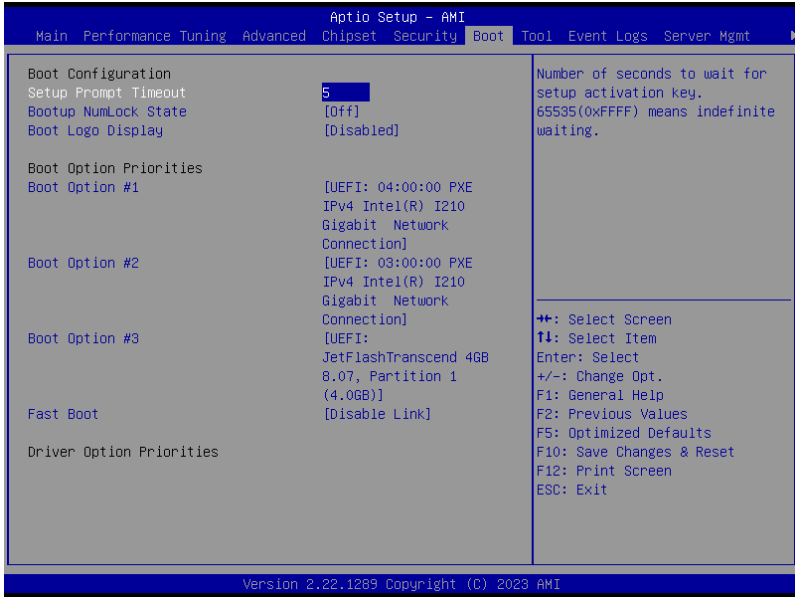 Aptio Setup – AMI
Main Performance Tuning Advanced Chipset Security Boot Tool Event Logs Server Mgmt
Boot Configuration
Setup Prompt Timeout 5
Bootup NumLock State [Off]
Boot Logo Display [Disabled]
Boot Option Priorities
Boot Option #1 [UEFI: 04:00:00 PXE
IPv4 Intel(R) I210
Gigabit Network
Connection]
Boot Option #2 [UEFI: 03:00:00 PXE
IPv4 Intel(R) I210
Gigabit Network
Connection]
Boot Option #3 [UEFI:
JetFlashTranscend 4GB
8.07, Partition 1
(4.0GB)]
Fast Boot [Disable Link]
Driver Option Priorities
Number of seconds to wait for
setup activation key.
65535(0xFFFF) means indefinite
waiting.
→←: Select Screen
↑↓: Select Item
Enter: Select
+/-: Change Opt.
F1: General Help
F2: Previous Values
F5: Optimized Defaults
F10: Save Changes & Reset
F12: Print Screen
ESC: Exit
Version 2.22.1289 Copyright (C) 2023 AMI